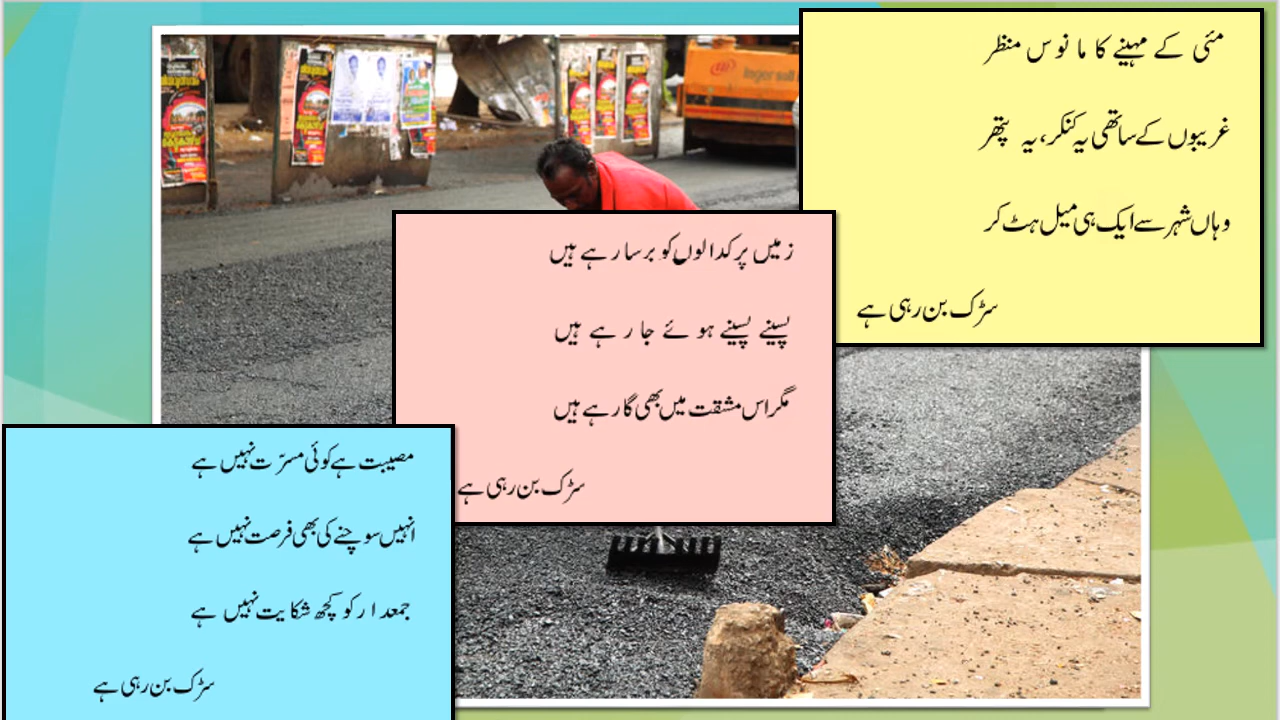 مئی کے مہینے کا مانوس منظر
غریبوں کے ساتھی یہ کنکر، یہ پتھر
وہاں شہر سے ایک ہی میل ہٹ کر
سڑک بن رہی ہے
زمیں پر کدالوں کو برسا رہے ہیں
پسینے پسینے ہوئے جا رہے ہیں
مگر اس مشقت میں بھی گا رہے ہیں
سڑک بن رہی ہے
مصیبت ہے کوئی مسرّت نہیں ہے
انہیں سوچنے کی بھی فرصت نہیں ہے
جمعدار کو کچھ شکایت نہیں ہے
سڑک بن رہی ہے